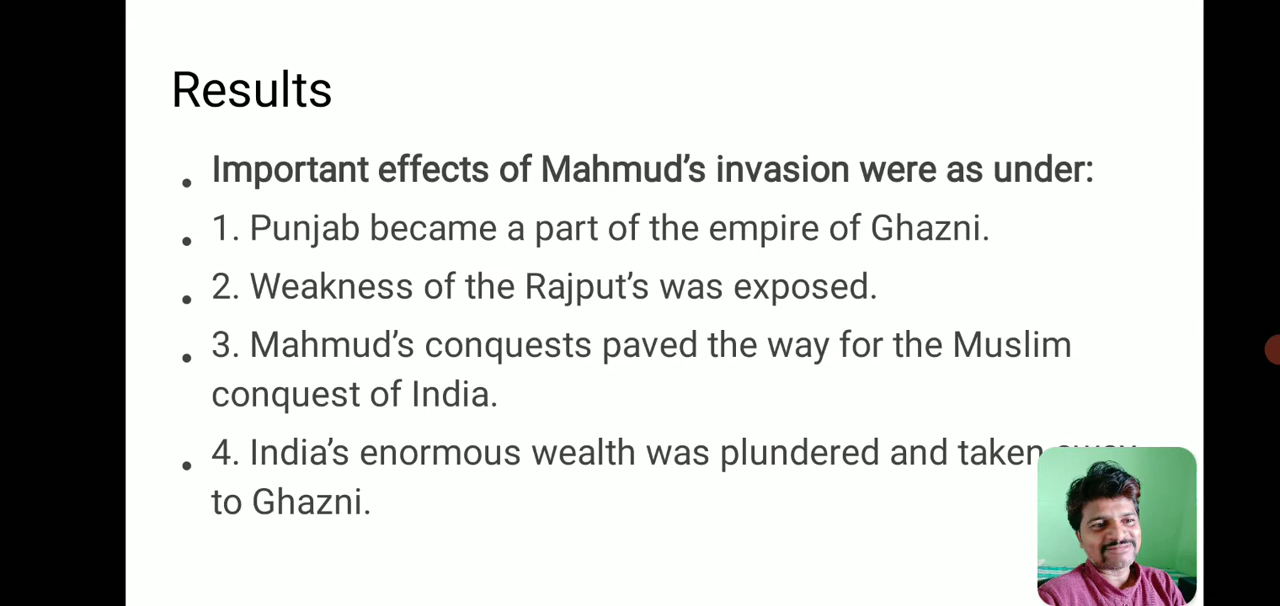 Results
Important effects of Mahmud's invasion were as under:
1. Punjab became a part of the empire of Ghazni.
2. Weakness of the Rajput's was exposed.
3. Mahmud's conquests paved the way for the Muslim
conquest of India.
4. India's enormous wealth was plundered and taken
to Ghazni.